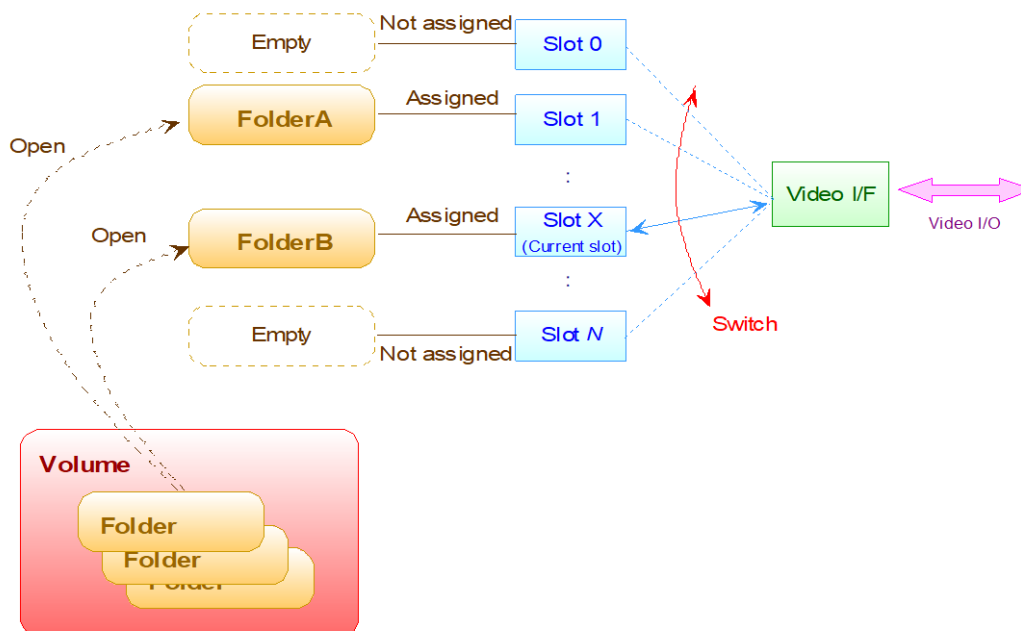 Not assigned
Empty
Slot 0
Assigned
FolderA
Slot 1
Open
:
Video I/F
Assigned
Slot X
(Current slot)
Open
FolderB
Video I/O
:
Empty
Slot N
Switch
Not assigned
Volume
Folder
Folder
Folder